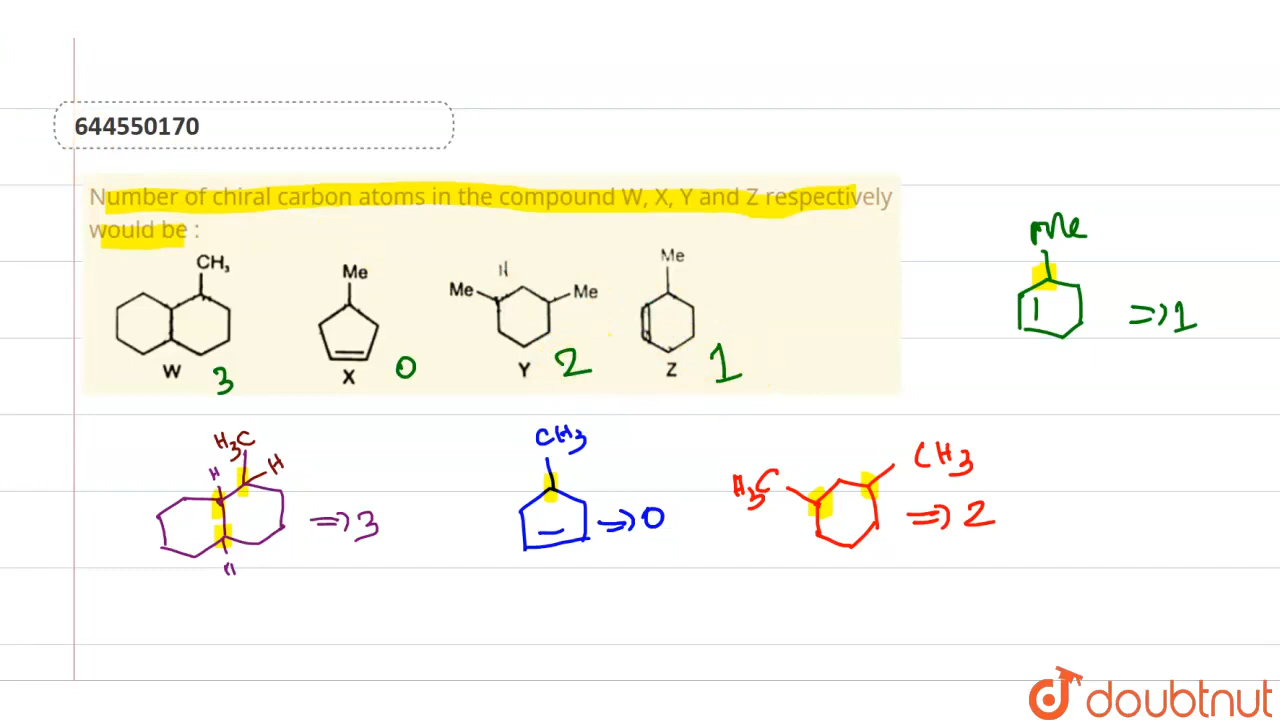 644550170
Number of chiral carbon atoms in the compound W, X, Y and Z respectively
would be :
CH₃
Me
Me
Me
Me
W
X
Y
Z
3
0
2
1
Me
=> 1
H₃C
H
H
H
=> 3
CH₃
=> 0
H₃C
CH₃
=> 2
doubtnut